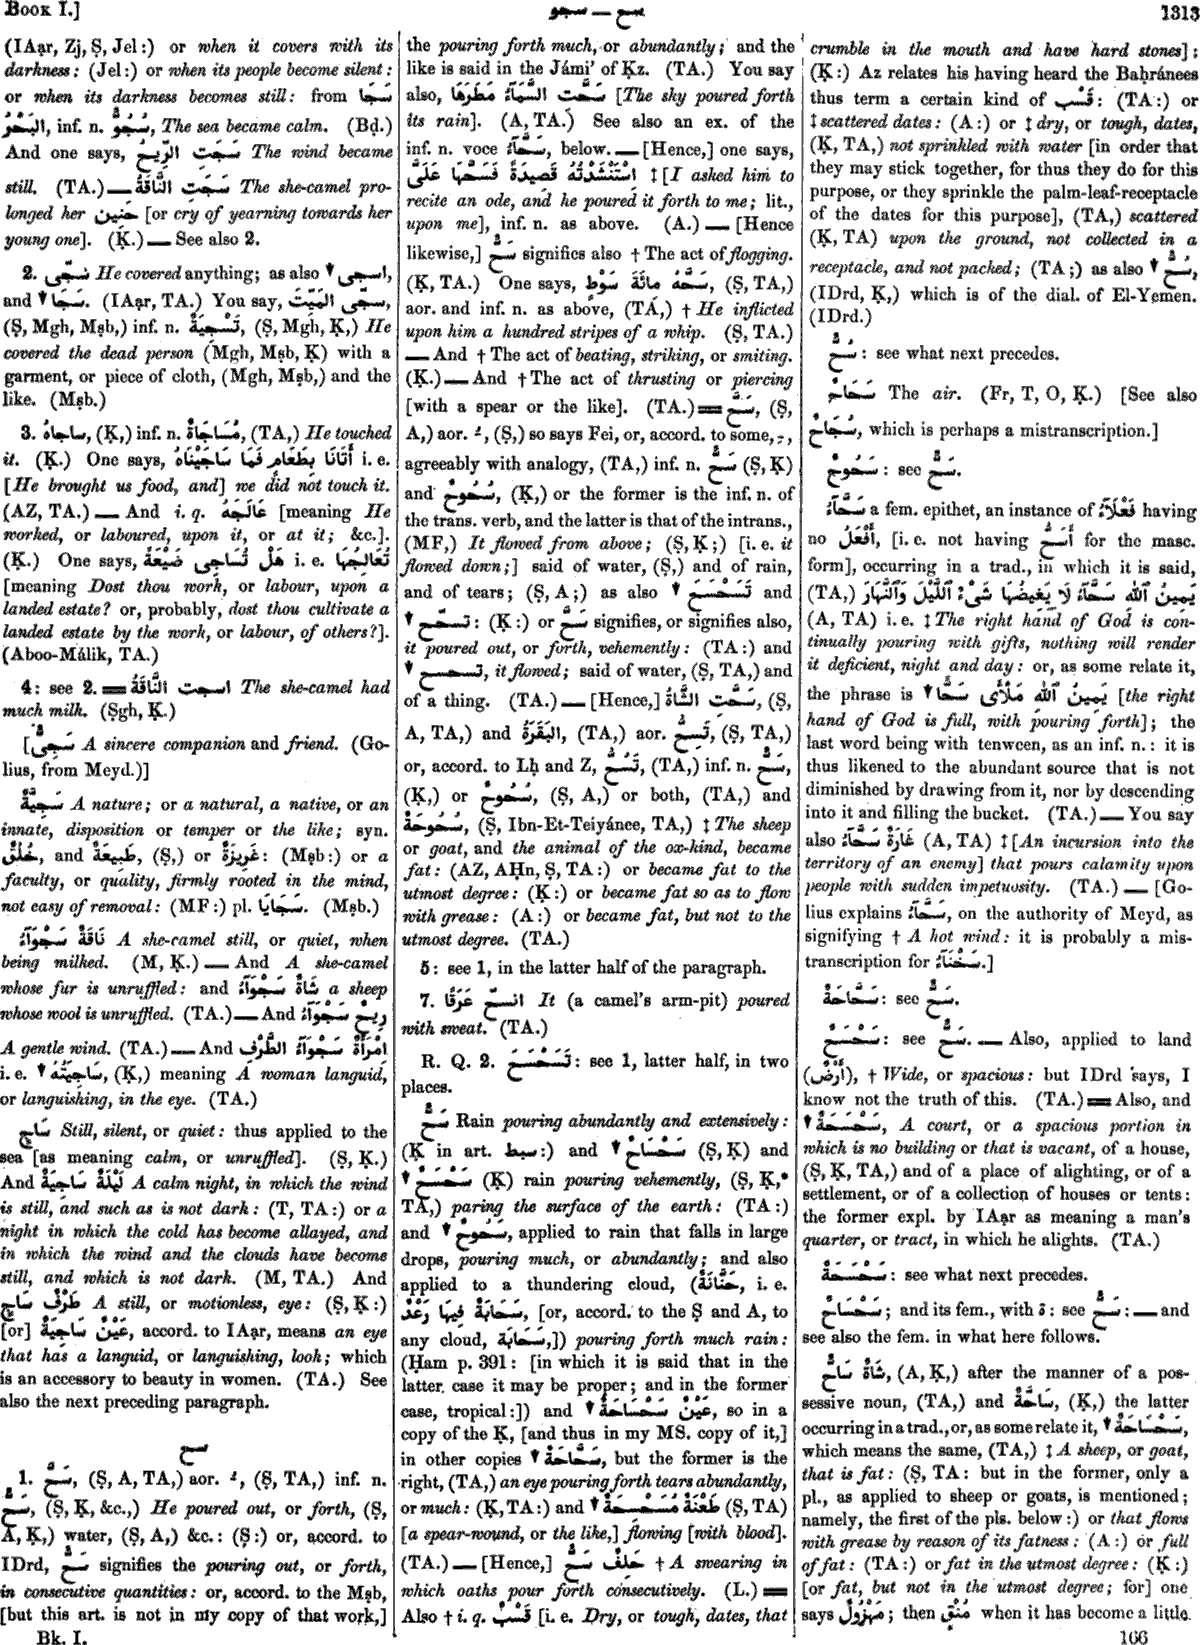 BOOK I.] سجو — سح 1313
(IAạr, Zj, Ṣ, Jel:) or when it covers with its
darkness: (Jel:) or when its people become silent:
or when its darkness becomes still: from سَجَا
البَحْرُ, inf. n. سُجُوٌّ, The sea became calm. (Bḍ.)
And one says, سَجَتِ الرِّيحُ The wind became
still. (TA.) — سَجَتِ النَّاقَةُ The she-camel pro-
longed her حَنِين [or cry of yearning towards her
young one]. (Ḳ.) — See also 2.
2. سَجَّى He covered anything; as also ▼ اسجى,
and ▼ سَجَا. (IAạr, TA.) You say, سَجَّى المَيِّتَ,
(Ṣ, Mgh, Mṣb,) inf. n. تَسْجِيَةٌ, (Ṣ, Mgh, Ḳ,) He
covered the dead person (Mgh, Mṣb, Ḳ) with a
garment, or piece of cloth, (Mgh, Mṣb,) and the
like. (Mṣb.)
3. ساجاهُ, (Ḳ,) inf. n. مُسَاجَاةٌ, (TA,) He touched
it. (Ḳ.) One says, أَتَانَا بِطَعَامٍ فَمَا سَاجَيْنَاهُ i. e.
[He brought us food, and] we did not touch it.
(AZ, TA.) — And i. q. عَالَجَهُ [meaning He
worked, or laboured, upon it, or at it; &c.].
(Ḳ.) One says, هَلْ تُسَاجِى ضَيْعَةً i. e. تُعَالِجُهَا
[meaning Dost thou work, or labour, upon a
landed estate? or, probably, dost thou cultivate a
landed estate by the work, or labour, of others?].
(Aboo-Málik, TA.)
4: see 2. ══ اسجت النَّاقَةُ The she-camel had
much milk. (Ṣgh, Ḳ.)
[سَجِىٌّ A sincere companion and friend. (Go-
lius, from Meyd.)]
سَجِيَّةٌ A nature; or a natural, a native, or an
innate, disposition or temper or the like; syn.
خُلُقٌ, and طَبِيعَةٌ, (Ṣ,) or غَرِيزَةٌ: (Mṣb:) or a
faculty, or quality, firmly rooted in the mind,
not easy of removal: (MF:) pl. سَجَايَا. (Mṣb.)
نَاقَةٌ سَجْوَآءُ A she-camel still, or quiet, when
being milked. (M, Ḳ.) — And A she-camel
whose fur is unruffled: and شَاةٌ سَجْوَآءُ a sheep
whose wool is unruffled. (TA.) — And رِيحٌ سَجْوَآءُ
A gentle wind. (TA.) — And امْرَأَةٌ سَجْوَآءُ الطَّرْفِ
i. e. ▼ سَاجِيَتُهُ, (Ḳ,) meaning A woman languid,
or languishing, in the eye. (TA.)
سَاجٍ Still, silent, or quiet: thus applied to the
sea [as meaning calm, or unruffled]. (Ṣ, Ḳ.)
And لَيْلَةٌ سَاجِيَةٌ A calm night, in which the wind
is still, and such as is not dark: (T, TA:) or a
night in which the cold has become allayed, and
in which the wind and the clouds have become
still, and which is not dark. (M, TA.) And
طَرْفٌ سَاجٍ A still, or motionless, eye: (Ṣ, Ḳ:)
[or] عَيْنٌ سَاجِيَةٌ, accord. to IAạr, means an eye
that has a languid, or languishing, look; which
is an accessory to beauty in women. (TA.) See
also the next preceding paragraph.
سح
1. سَحَّ, (Ṣ, A, TA,) aor. ـُ, (Ṣ, TA,) inf. n.
سَحٌّ, (Ṣ, Ḳ, &c.,) He poured out, or forth, (Ṣ,
A, Ḳ,) water, (Ṣ, A,) &c.: (Ṣ:) or, accord. to
IDrd, سَحٌّ signifies the pouring out, or forth,
in consecutive quantities: or, accord. to the Mṣb,
[but this art. is not in my copy of that work,]
Bk. I.
the pouring forth much, or abundantly; and the
like is said in the Jámi' of Ḳz. (TA.) You say
also, سَحَّتِ السَّمَآءُ مَطَرَهَا [The sky poured forth
its rain]. (A, TA.) See also an ex. of the
inf. n. voce سَحَّآءُ, below. — [Hence,] one says,
اِسْتَنْشَدْتُهُ قَصِيدَةً فَسَحَّهَا عَلَىَّ ‡ [I asked him to
recite an ode, and he poured it forth to me; lit.,
upon me], inf. n. as above. (A.) — [Hence
likewise,] سَحٌّ signifies also † The act of flogging.
(Ḳ, TA.) One says, سَحَّهُ مِائَةَ سَوْطٍ, (Ṣ, TA,)
aor. and inf. n. as above, (TA,) † He inflicted
upon him a hundred stripes of a whip. (Ṣ, TA.)
— And † The act of beating, striking, or smiting.
(Ḳ.) — And † The act of thrusting or piercing
[with a spear or the like]. (TA.) ══ سَحَّ, (Ṣ,
A,) aor. ـُ, (Ṣ,) so says Fei, or, accord. to some, ـِ,
agreeably with analogy, (TA,) inf. n. سَحٌّ (Ṣ, Ḳ)
and سُحُوحٌ, (Ḳ,) or the former is the inf. n. of
the trans. verb, and the latter is that of the intrans.,
(MF,) It flowed from above; (Ṣ, Ḳ;) [i. e. it
flowed down;] said of water, (Ṣ,) and of rain,
and of tears; (Ṣ, A;) as also ▼ تَسَحْسَحَ and
▼ تسحّح: (Ḳ:) or سَحَّ signifies, or signifies also,
it poured out, or forth, vehemently: (TA:) and
▼ تسحسح, it flowed; said of water, (Ṣ, TA,) and
of a thing. (TA.) — [Hence,] سَحَّتِ الشَّاةُ, (Ṣ,
A, TA,) and البَقَرَةُ, (TA,) aor. تَسِحُّ, (Ṣ, TA,)
or, accord. to Lḥ and Z, تَسُحُّ, (TA,) inf. n. سَحٌّ,
(Ḳ,) or سُحُوحٌ, (Ṣ, A,) or both, (TA,) and
سُحُوحَةٌ, (Ṣ, Ibn-Et-Teiyánee, TA,) ‡ The sheep
or goat, and the animal of the ox-kind, became
fat: (AZ, AḤn, Ṣ, TA:) or became fat to the
utmost degree: (Ḳ:) or became fat so as to flow
with grease: (A:) or became fat, but not to the
utmost degree. (TA.)
5: see 1, in the latter half of the paragraph.
7. انسحّ عَرَقًا It (a camel's arm-pit) poured
with sweat. (TA.)
R. Q. 2. تَسَحْسَحَ: see 1, latter half, in two
places.
سَحٌّ Rain pouring abundantly and extensively:
(Ḳ in art. سبط:) and ▼ سَحْسَاحٌ (Ṣ, Ḳ) and
▼ سَحْسَحٌ (Ḳ) rain pouring vehemently, (Ṣ, Ḳ,*
TA,) paring the surface of the earth: (TA:)
and ▼ سَحُوحٌ, applied to rain that falls in large
drops, pouring much, or abundantly; and also
applied to a thundering cloud, (حَنَّانَةٌ, i. e.
سَحَابَةٌ فِيهَا رَعْدٌ, [or, accord. to the Ṣ and A, to
any cloud, سَحَابَة,]) pouring forth much rain:
(Ḥam p. 391: [in which it is said that in the
latter case it may be proper; and in the former
case, tropical:]) and عَيْنٌ سَحْسَاحَةٌ ▼, so in a
copy of the Ḳ, [and thus in my MS. copy of it,]
in other copies ▼ سَحَّاحَةٌ, but the former is the
right, (TA,) an eye pouring forth tears abundantly,
or much: (Ḳ, TA:) and طَعْنَةٌ مُسَحْسِحَةٌ ▼ (Ṣ, TA)
[a spear-wound, or the like,] flowing [with blood].
(TA.) — [Hence,] حَلِفٌ سَحٌّ † A swearing in
which oaths pour forth consecutively. (L.) ══
Also † i. q. قَسْبٌ [i. e. Dry, or tough, dates, that
crumble in the mouth and have hard stones]:
(Ḳ:) Az relates his having heard the Baḥránees
thus term a certain kind of قَسْب: (TA:) or
‡ scattered dates: (A:) or ‡ dry, or tough, dates,
(Ḳ, TA,) not sprinkled with water [in order that
they may stick together, for thus they do for this
purpose, or they sprinkle the palm-leaf-receptacle
of the dates for this purpose], (TA,) scattered
(Ḳ, TA) upon the ground, not collected in a
receptacle, and not packed; (TA;) as also ▼ سُحٌّ,
(IDrd, Ḳ,) which is of the dial. of El-Yemen.
(IDrd.)
سُحٌّ: see what next precedes.
سَحَاحٌ The air. (Fr, T, O, Ḳ.) [See also
سُجَاحٌ, which is perhaps a mistranscription.]
سَحُوحٌ: see سَحٌّ.
سَحَّآءُ a fem. epithet, an instance of فَعْلَآءُ having
no أَفْعَلُ, [i. e. not having أَسَحُّ for the masc.
form], occurring in a trad., in which it is said,
(TA,) يَمِينُ ٱللّٰهِ سَحَّآءُ لَا يَغِيضُهَا شَىْءٌ اللَّيْلَ وَالنَّهَارَ
(A, TA) i. e. ‡ The right hand of God is con-
tinually pouring with gifts, nothing will render
it deficient, night and day: or, as some relate it,
the phrase is ▼ يَمِينُ ٱللّٰهِ مَلْأَى سَحًّا [the right
hand of God is full, with pouring forth]; the
last word being with tenween, as an inf. n.: it is
thus likened to the abundant source that is not
diminished by drawing from it, nor by descending
into it and filling the bucket. (TA.) — You say
also غَارَةٌ سَحَّآءُ (A, TA) ‡ [An incursion into the
territory of an enemy] that pours calamity upon
people with sudden impetuosity. (TA.) — [Go-
lius explains سَحَّآءُ, on the authority of Meyd, as
signifying † A hot wind: it is probably a mis-
transcription for سَخْنَآءُ.]
سَحَّاحَةٌ: see سَحٌّ.
سَحْسَحٌ: see سَحٌّ. — Also, applied to land
(أَرْضٌ), † Wide, or spacious: but IDrd says, I
know not the truth of this. (TA.) ══ Also, and
▼ سَحْسَحَةٌ, A court, or a spacious portion in
which is no building or that is vacant, of a house,
(Ṣ, Ḳ, TA,) and of a place of alighting, or of a
settlement, or of a collection of houses or tents:
the former expl. by IAạr as meaning a man's
quarter, or tract, in which he alights. (TA.)
سَحْسَحَةٌ: see what next precedes.
سَحْسَاحٌ; and its fem., with ة: see سَحٌّ: — and
see also the fem. in what here follows.
شَاةٌ سَاحٌّ, (A, Ḳ,) after the manner of a pos-
sessive noun, (TA,) and سَاحَّةٌ, (Ḳ,) the latter
occurring in a trad., or, as some relate it, ▼ سَحْسَاحَةٌ,
which means the same, (TA,) ‡ A sheep, or goat,
that is fat: (Ṣ, TA: but in the former, only a
pl., as applied to sheep or goats, is mentioned;
namely, the first of the pls. below:) or that flows
with grease by reason of its fatness: (A:) or full
of fat: (TA:) or fat in the utmost degree: (Ḳ:)
[or fat, but not in the utmost degree; for] one
says مَهْزُولٌ; then مُنْقٍ when it has become a little
166